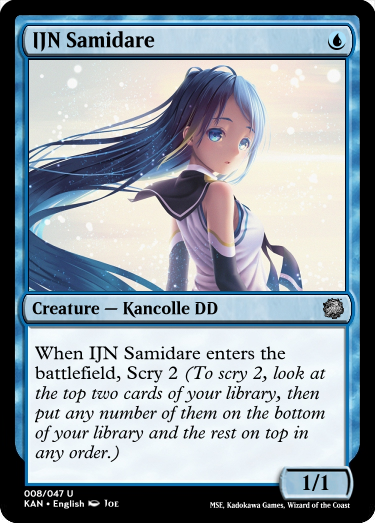 IJN Samidare
Creature — Kancolle DD
When IJN Samidare enters the
battlefield, Scry 2 (To scry 2, look at
the top two cards of your library, then
put any number of them on the bottom
of your library and the rest on top in
any order.)
1/1
008/047 U
KAN • English JOE
MSE, Kadokawa Games, Wizard of the Coast